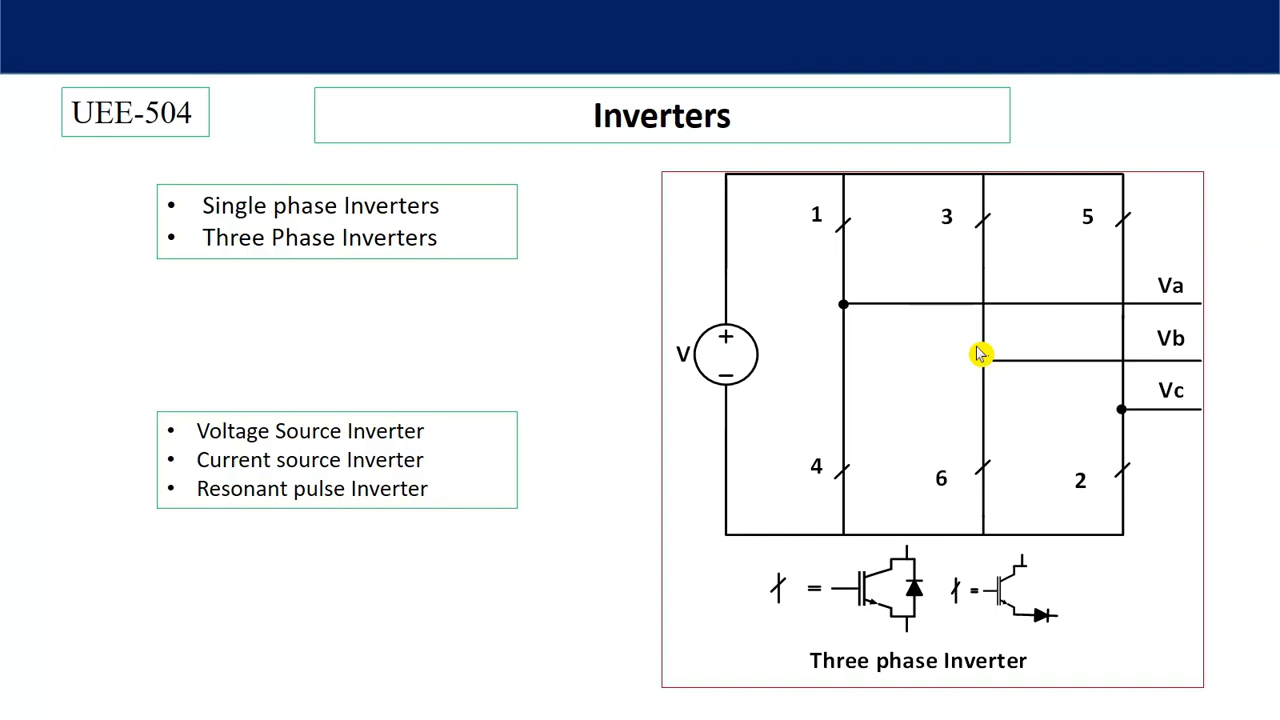 UEE-504
Inverters
• Single phase Inverters
• Three Phase Inverters
• Voltage Source Inverter
• Current source Inverter
• Resonant pulse Inverter
1 3 5
Va
V + −
Vb
Vc
4 6 2
= =
Three phase Inverter